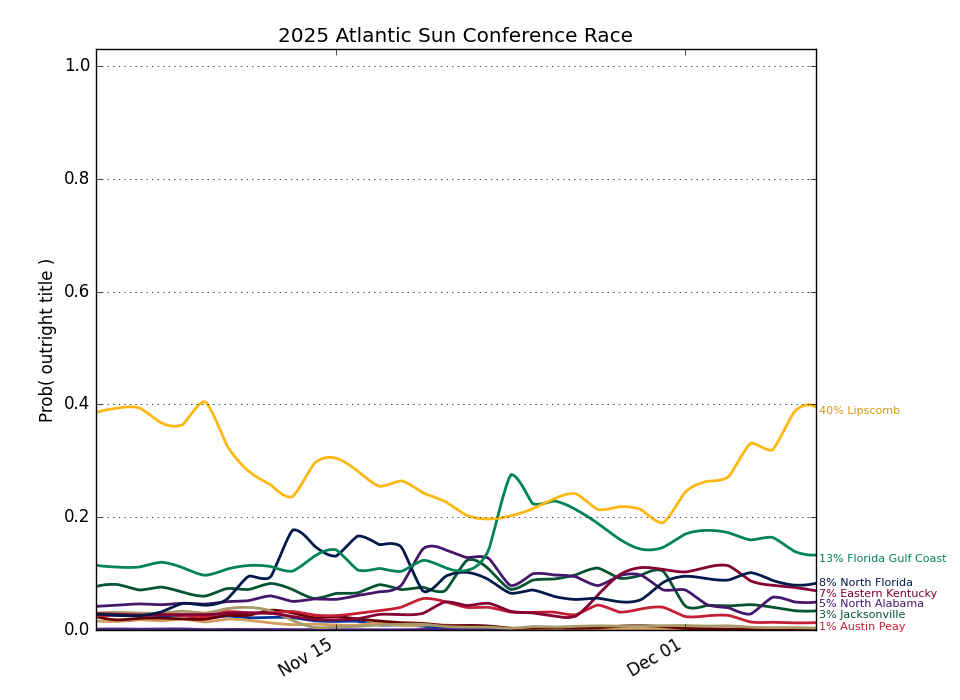 2025 Atlantic Sun Conference Race
Prob( outright title )
1.0
0.8
0.6
0.4
0.2
0.0
Nov 15
Dec 01
40% Lipscomb
13% Florida Gulf Coast
8% North Florida
7% Eastern Kentucky
5% North Alabama
3% Jacksonville
1% Austin Peay